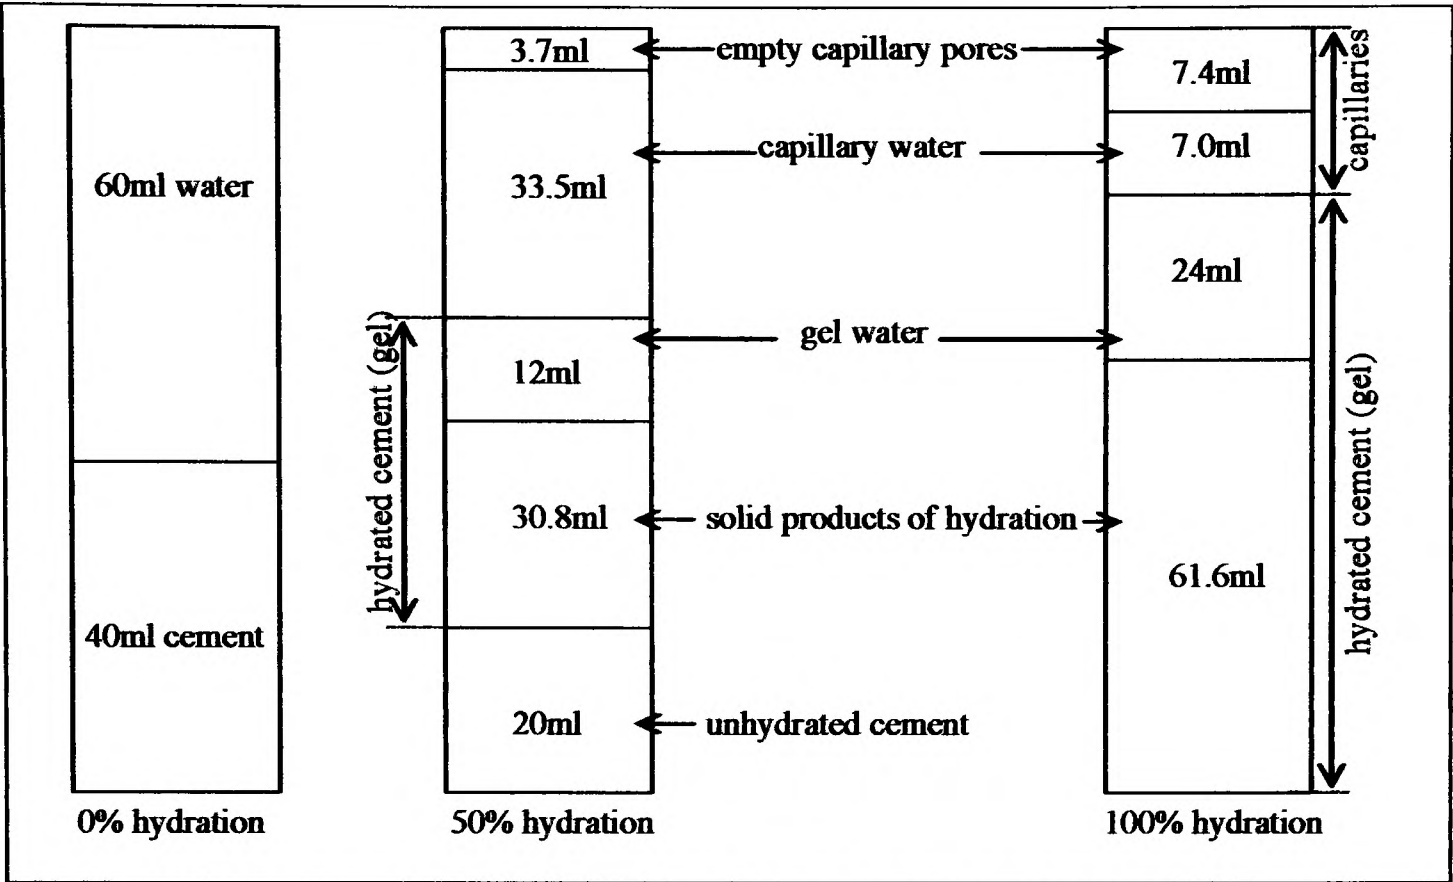 60ml water
40ml cement
0% hydration
3.7ml
33.5ml
12ml
30.8ml
20ml
50% hydration
hydrated cement (gel)
empty capillary pores
capillary water
gel water
solid products of hydration
unhydrated cement
7.4ml
7.0ml
24ml
61.6ml
100% hydration
capillaries
hydrated cement (gel)